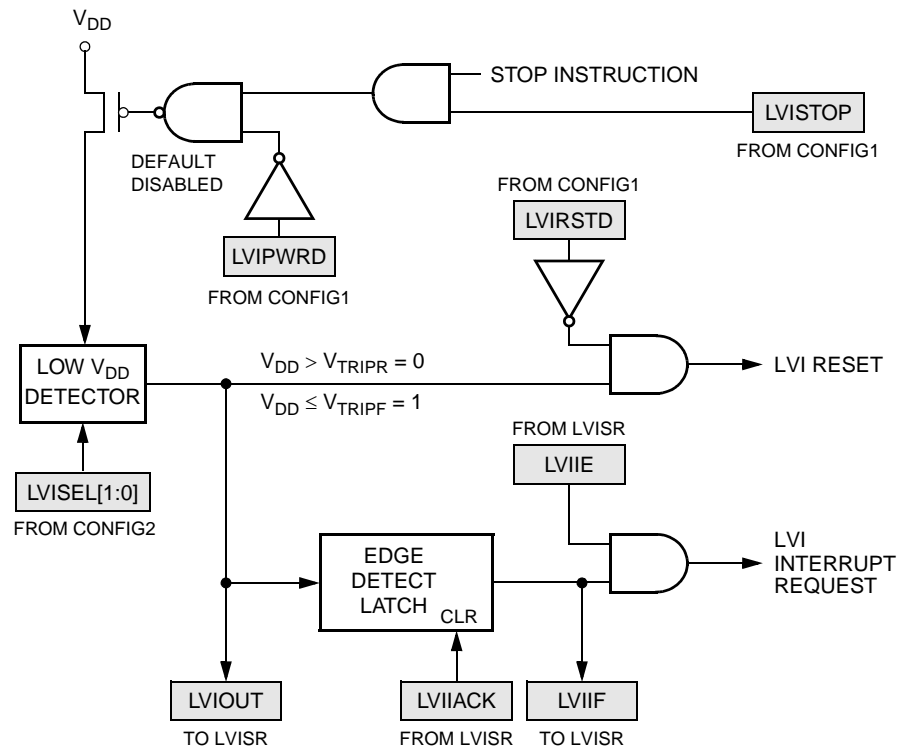 VDD
STOP INSTRUCTION
LVISTOP
FROM CONFIG1
DEFAULT
DISABLED
LVIPWRD
FROM CONFIG1
FROM CONFIG1
LVIRSTD
LOW VDD
DETECTOR
VDD > VTRIPR = 0
VDD ≤ VTRIPF = 1
LVI RESET
LVISEL[1:0]
FROM CONFIG2
FROM LVISR
LVIIE
EDGE
DETECT
LATCH
CLR
LVI
INTERRUPT
REQUEST
LVIOUT
TO LVISR
LVIIACK
FROM LVISR
LVIIF
TO LVISR